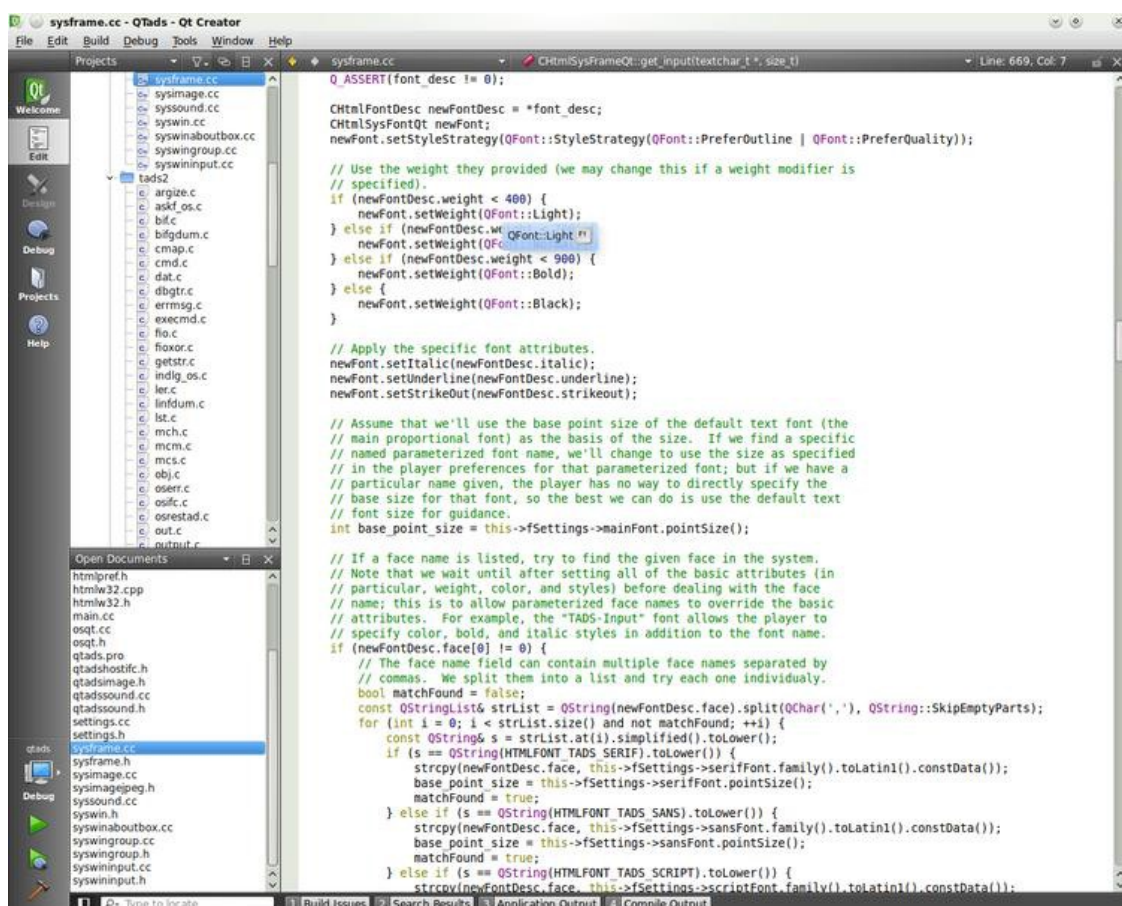 sysframe.cc - QTads - Qt Creator
File Edit Build Debug Tools Window Help
Projects
sysframe.cc
CHtmlSysFrameQt::get_input(textchar_t *, size_t)
Line: 669, Col: 7
Welcome
Edit
Design
Debug
Projects
Help
qtads
Debug
sysframe.cc
sysimage.cc
syssound.cc
syswin.cc
syswinaboutbox.cc
syswingroup.cc
syswininput.cc
tads2
argize.c
askf_os.c
bif.c
bifgdum.c
cmap.c
cmd.c
dat.c
dbgtr.c
errmsg.c
execmd.c
fio.c
fioxor.c
getstr.c
indlg_os.c
ler.c
linfdum.c
lst.c
mch.c
mcm.c
mcs.c
obj.c
oserr.c
osifc.c
osrestad.c
out.c
output.c
Open Documents
htmlpref.h
htmlw32.cpp
htmlw32.h
main.cc
osqt.cc
osqt.h
qtads.pro
qtadshostifc.h
qtadsimage.h
qtadssound.cc
qtadssound.h
settings.cc
settings.h
sysframe.cc
sysframe.h
sysimage.cc
sysimagejpeg.h
syssound.cc
syswin.h
syswinaboutbox.cc
syswingroup.cc
syswingroup.h
syswininput.cc
syswininput.h
Q_ASSERT(font_desc != 0);
CHtmlFontDesc newFontDesc = *font_desc;
CHtmlSysFontQt newFont;
newFont.setStyleStrategy(QFont::StyleStrategy(QFont::PreferOutline | QFont::PreferQuality));
// Use the weight they provided (we may change this if a weight modifier is
// specified).
if (newFontDesc.weight < 400) {
newFont.setWeight(QFont::Light);
} else if (newFontDesc.we
QFont::Light F1
newFont.setWeight(QFo
} else if (newFontDesc.weight < 900) {
newFont.setWeight(QFont::Bold);
} else {
newFont.setWeight(QFont::Black);
}
// Apply the specific font attributes.
newFont.setItalic(newFontDesc.italic);
newFont.setUnderline(newFontDesc.underline);
newFont.setStrikeOut(newFontDesc.strikeout);
// Assume that we'll use the base point size of the default text font (the
// main proportional font) as the basis of the size.  If we find a specific
// named parameterized font name, we'll change to use the size as specified
// in the player preferences for that parameterized font; but if we have a
// particular name given, the player has no way to directly specify the
// base size for that font, so the best we can do is use the default text
// font size for guidance.
int base_point_size = this->fSettings->mainFont.pointSize();
// If a face name is listed, try to find the given face in the system.
// Note that we wait until after setting all of the basic attributes (in
// particular, weight, color, and styles) before dealing with the face
// name; this is to allow parameterized face names to override the basic
// attributes.  For example, the "TADS-Input" font allows the player to
// specify color, bold, and italic styles in addition to the font name.
if (newFontDesc.face[0] != 0) {
// The face name field can contain multiple face names separated by
// commas.  We split them into a list and try each one individualy.
bool matchFound = false;
const QStringList& strList = QString(newFontDesc.face).split(QChar(','), QString::SkipEmptyParts);
for (int i = 0; i < strList.size() and not matchFound; ++i) {
const QString& s = strList.at(i).simplified().toLower();
if (s == QString(HTMLFONT_TADS_SERIF).toLower()) {
strcpy(newFontDesc.face, this->fSettings->serifFont.family().toLatin1().constData());
base_point_size = this->fSettings->serifFont.pointSize();
matchFound = true;
} else if (s == QString(HTMLFONT_TADS_SANS).toLower()) {
strcpy(newFontDesc.face, this->fSettings->sansFont.family().toLatin1().constData());
base_point_size = this->fSettings->sansFont.pointSize();
matchFound = true;
} else if (s == QString(HTMLFONT_TADS_SCRIPT).toLower()) {
strcpy(newFontDesc.face, this->fSettings->scriptFont.family().toLatin1().constData());
Type to locate
1 Build Issues 2 Search Results 3 Application Output 4 Compile Output